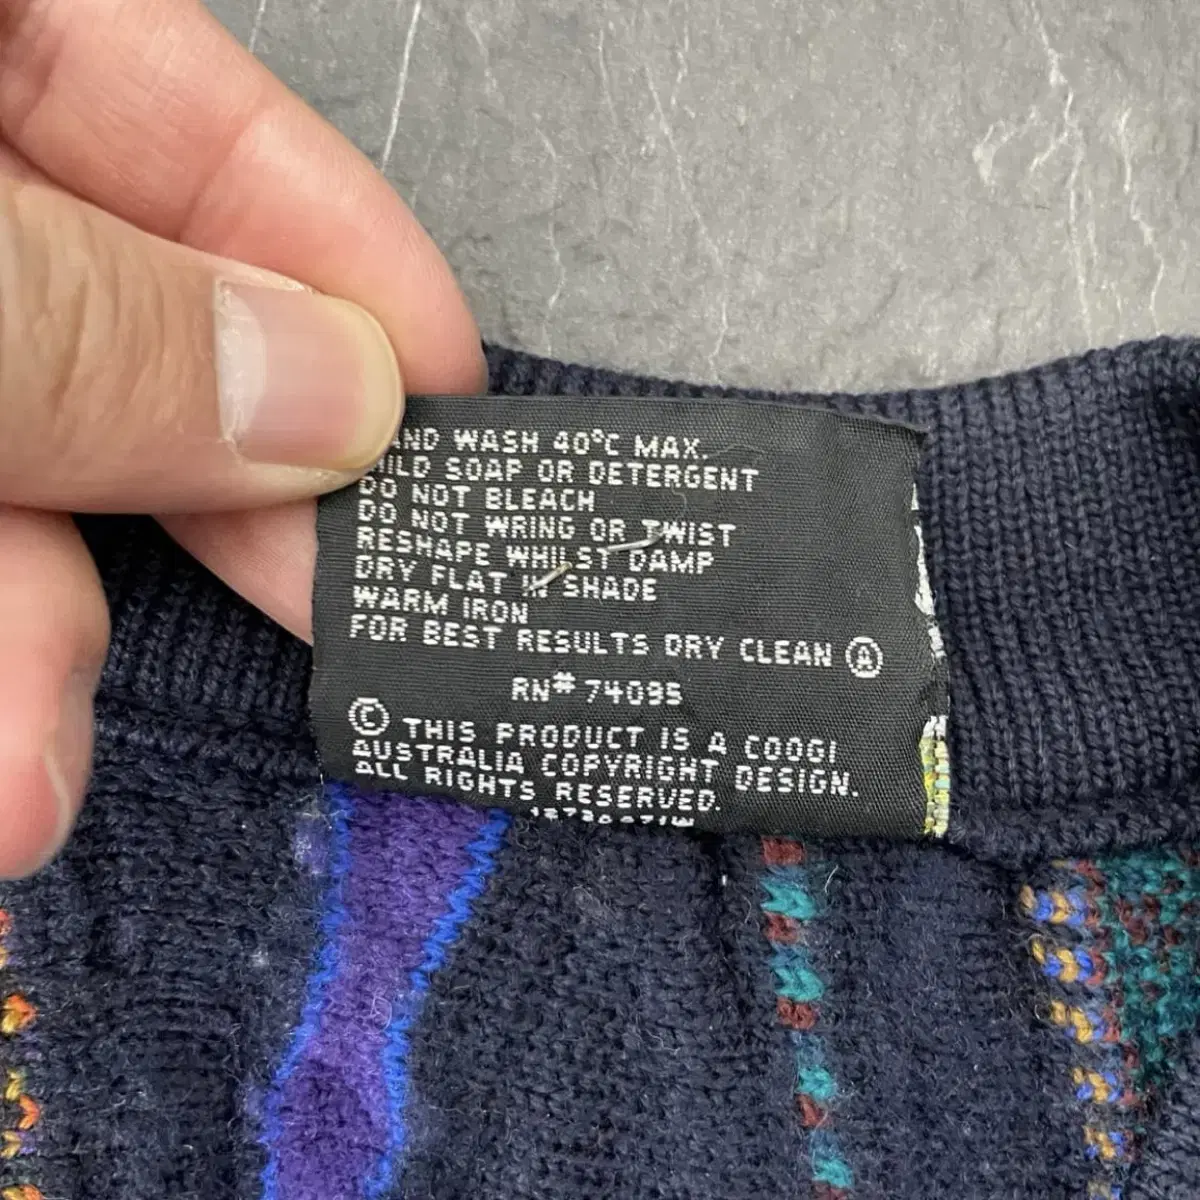 AND WASH 40°C MAX.
MILD SOAP OR DETERGENT
DO NOT BLEACH
DO NOT WRING OR TWIST
RESHAPE WHILST DAMP
DRY FLAT IN SHADE
WARM IRON
FOR BEST RESULTS DRY CLEAN Ⓐ
RN# 74095
© THIS PRODUCT IS A COOGI
AUSTRALIA COPYRIGHT DESIGN.
ALL RIGHTS RESERVED.